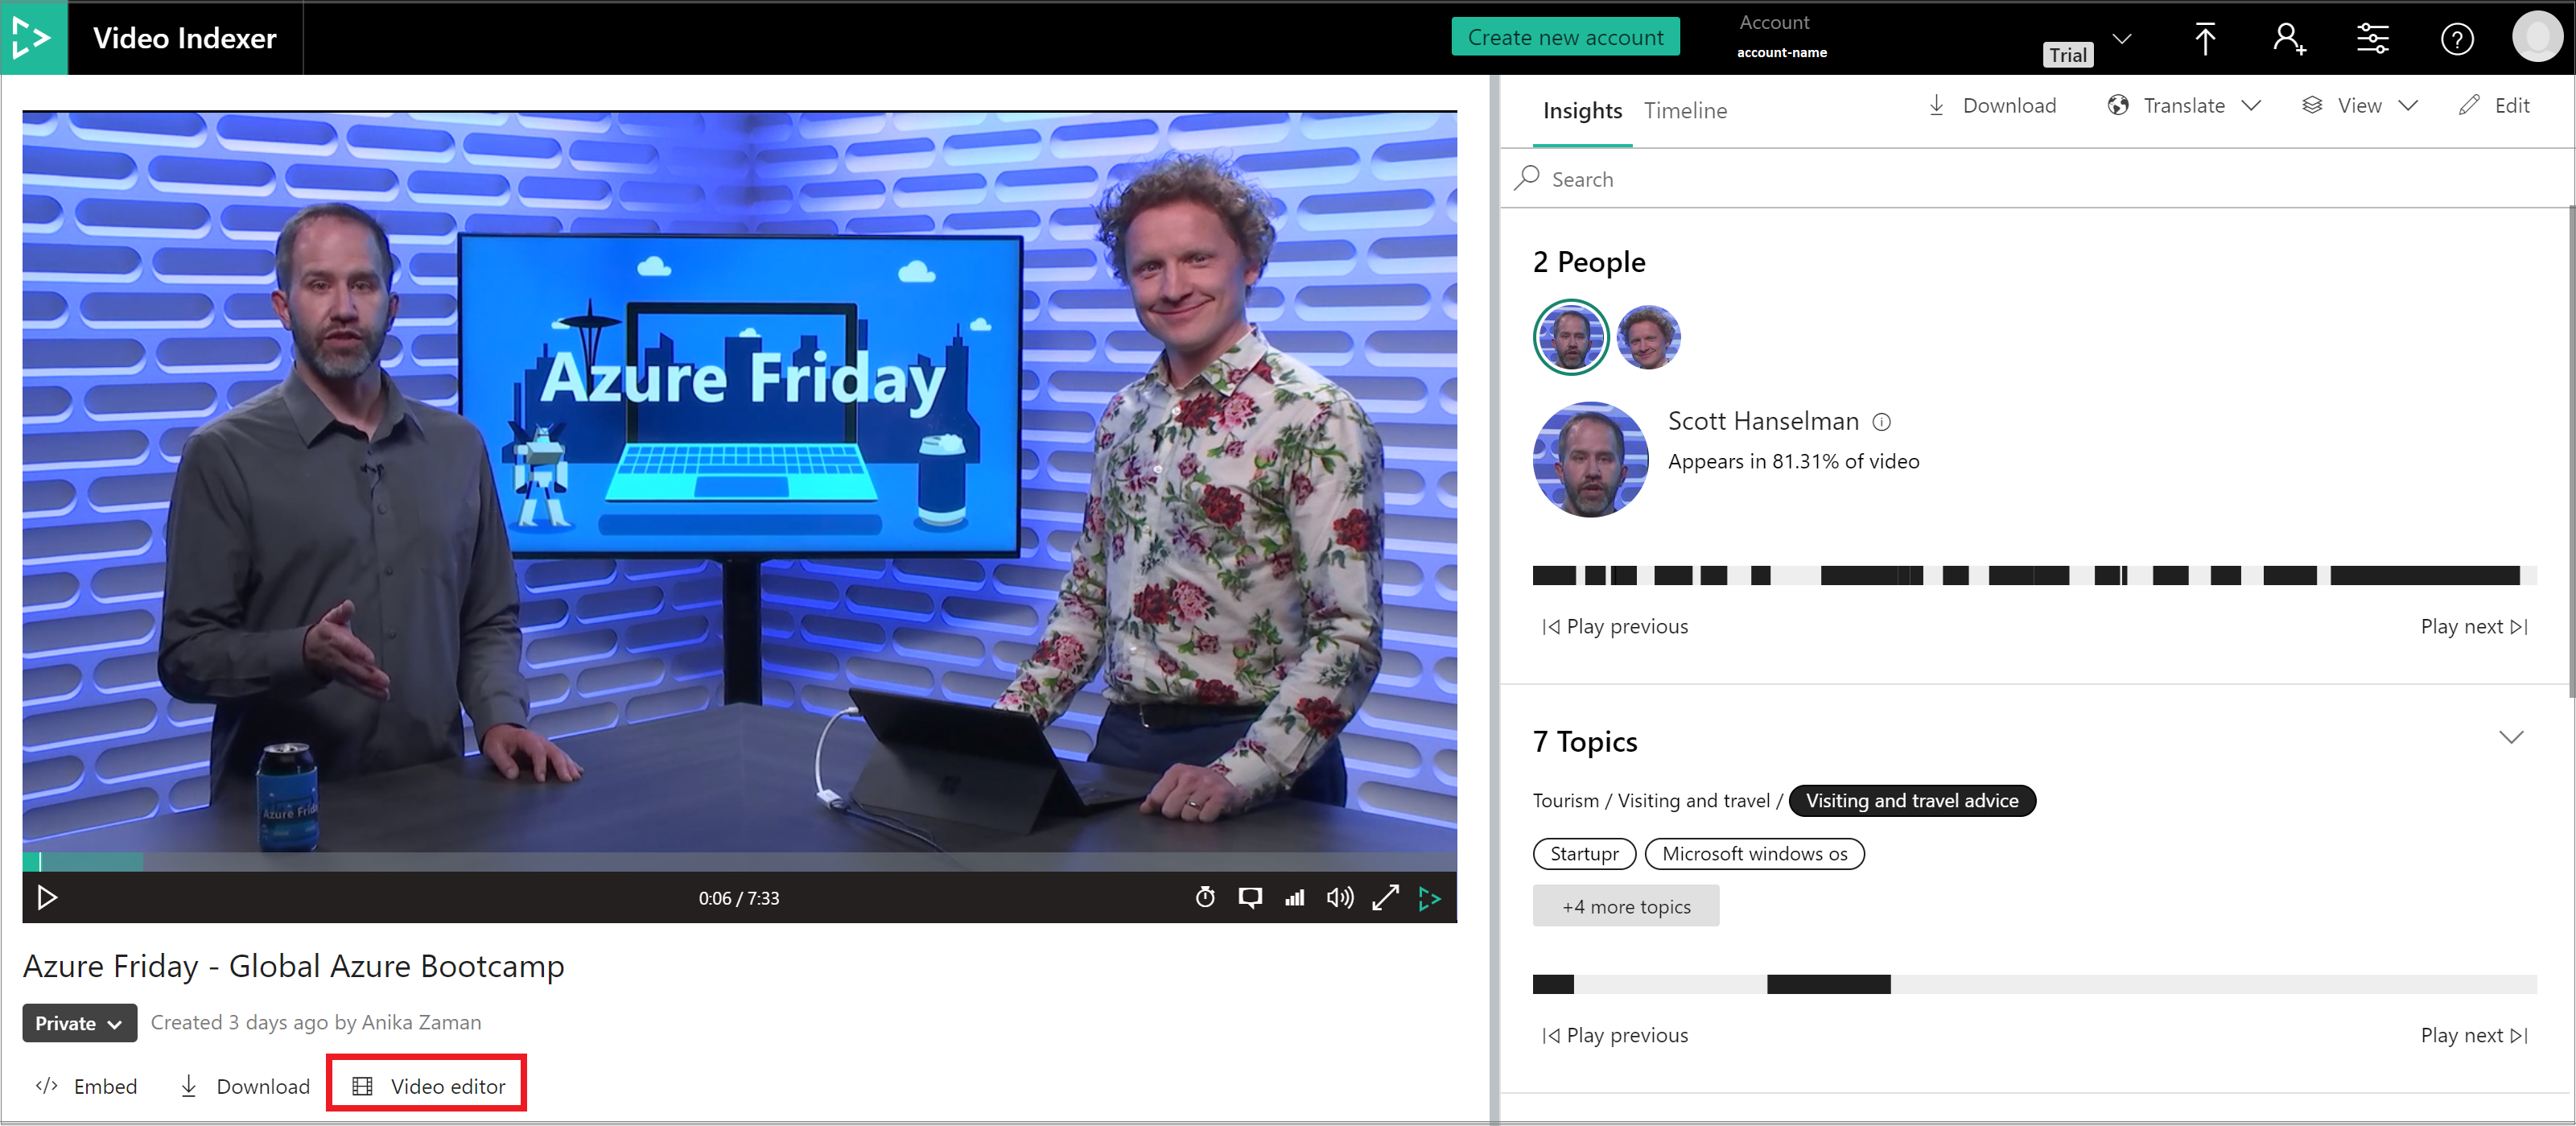 Video Indexer
Create new account
Account
account-name
Trial
Azure Friday
Azure Frid
0:06 / 7:33
Azure Friday - Global Azure Bootcamp
Private
Created 3 days ago by Anika Zaman
</> Embed
Download
Video editor
Insights
Timeline
Download
Translate
View
Edit
Search
2 People
Scott Hanselman
Appears in 81.31% of video
Play previous
Play next
7 Topics
Tourism / Visiting and travel / Visiting and travel advice
Startupr
Microsoft windows os
+4 more topics
Play previous
Play next